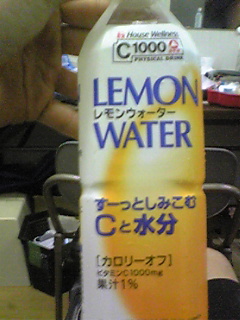 House Wellness
C1000
PHYSICAL DRINK
LEMON
レモンウォーター
WATER
すーっとしみこむ
Cと水分
[カロリーオフ]
ビタミンC1000mg
果汁1%